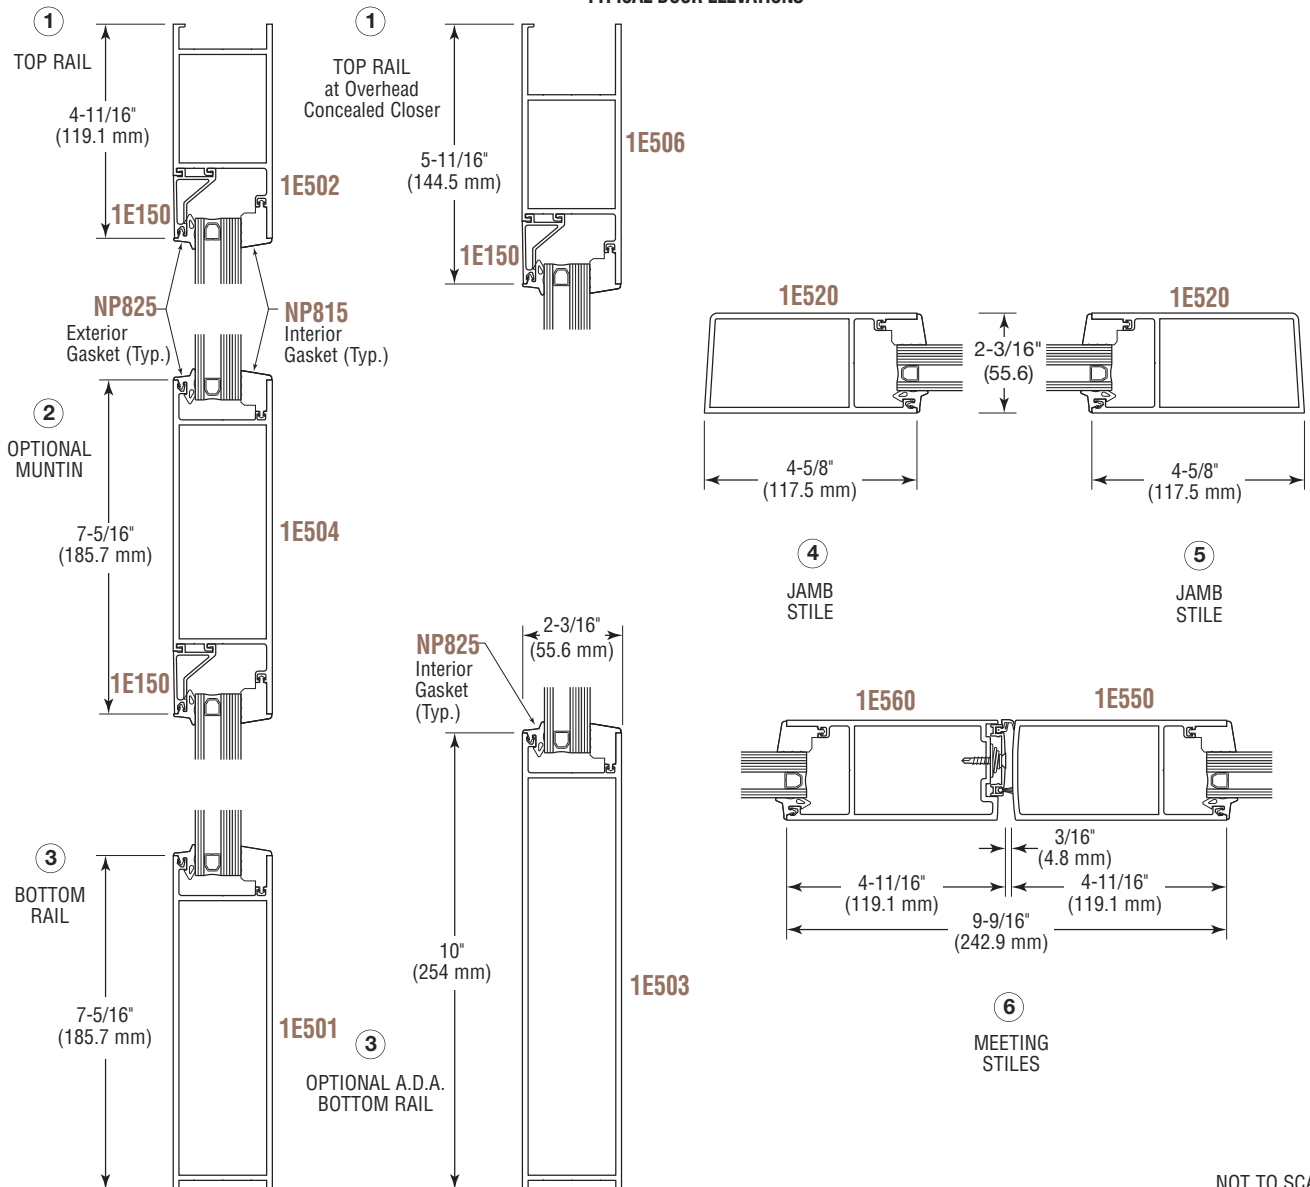 TYPICAL DOOR ELEVATIONS
1
TOP RAIL
4-11/16"
(119.1 mm)
1E502
1E150
1
TOP RAIL
at Overhead
Concealed Closer
5-11/16"
(144.5 mm)
1E506
1E150
NP825
Exterior
Gasket (Typ.)
NP815
Interior
Gasket (Typ.)
2
OPTIONAL
MUNTIN
7-5/16"
(185.7 mm)
1E504
1E150
1E520
1E520
2-3/16"
(55.6)
4-5/8"
(117.5 mm)
4-5/8"
(117.5 mm)
4
JAMB
STILE
5
JAMB
STILE
3
BOTTOM
RAIL
7-5/16"
(185.7 mm)
1E501
2-3/16"
(55.6 mm)
NP825
Interior
Gasket
(Typ.)
10"
(254 mm)
1E503
3
OPTIONAL A.D.A.
BOTTOM RAIL
1E560
1E550
3/16"
(4.8 mm)
4-11/16"
(119.1 mm)
4-11/16"
(119.1 mm)
9-9/16"
(242.9 mm)
6
MEETING
STILES
NOT TO SCA